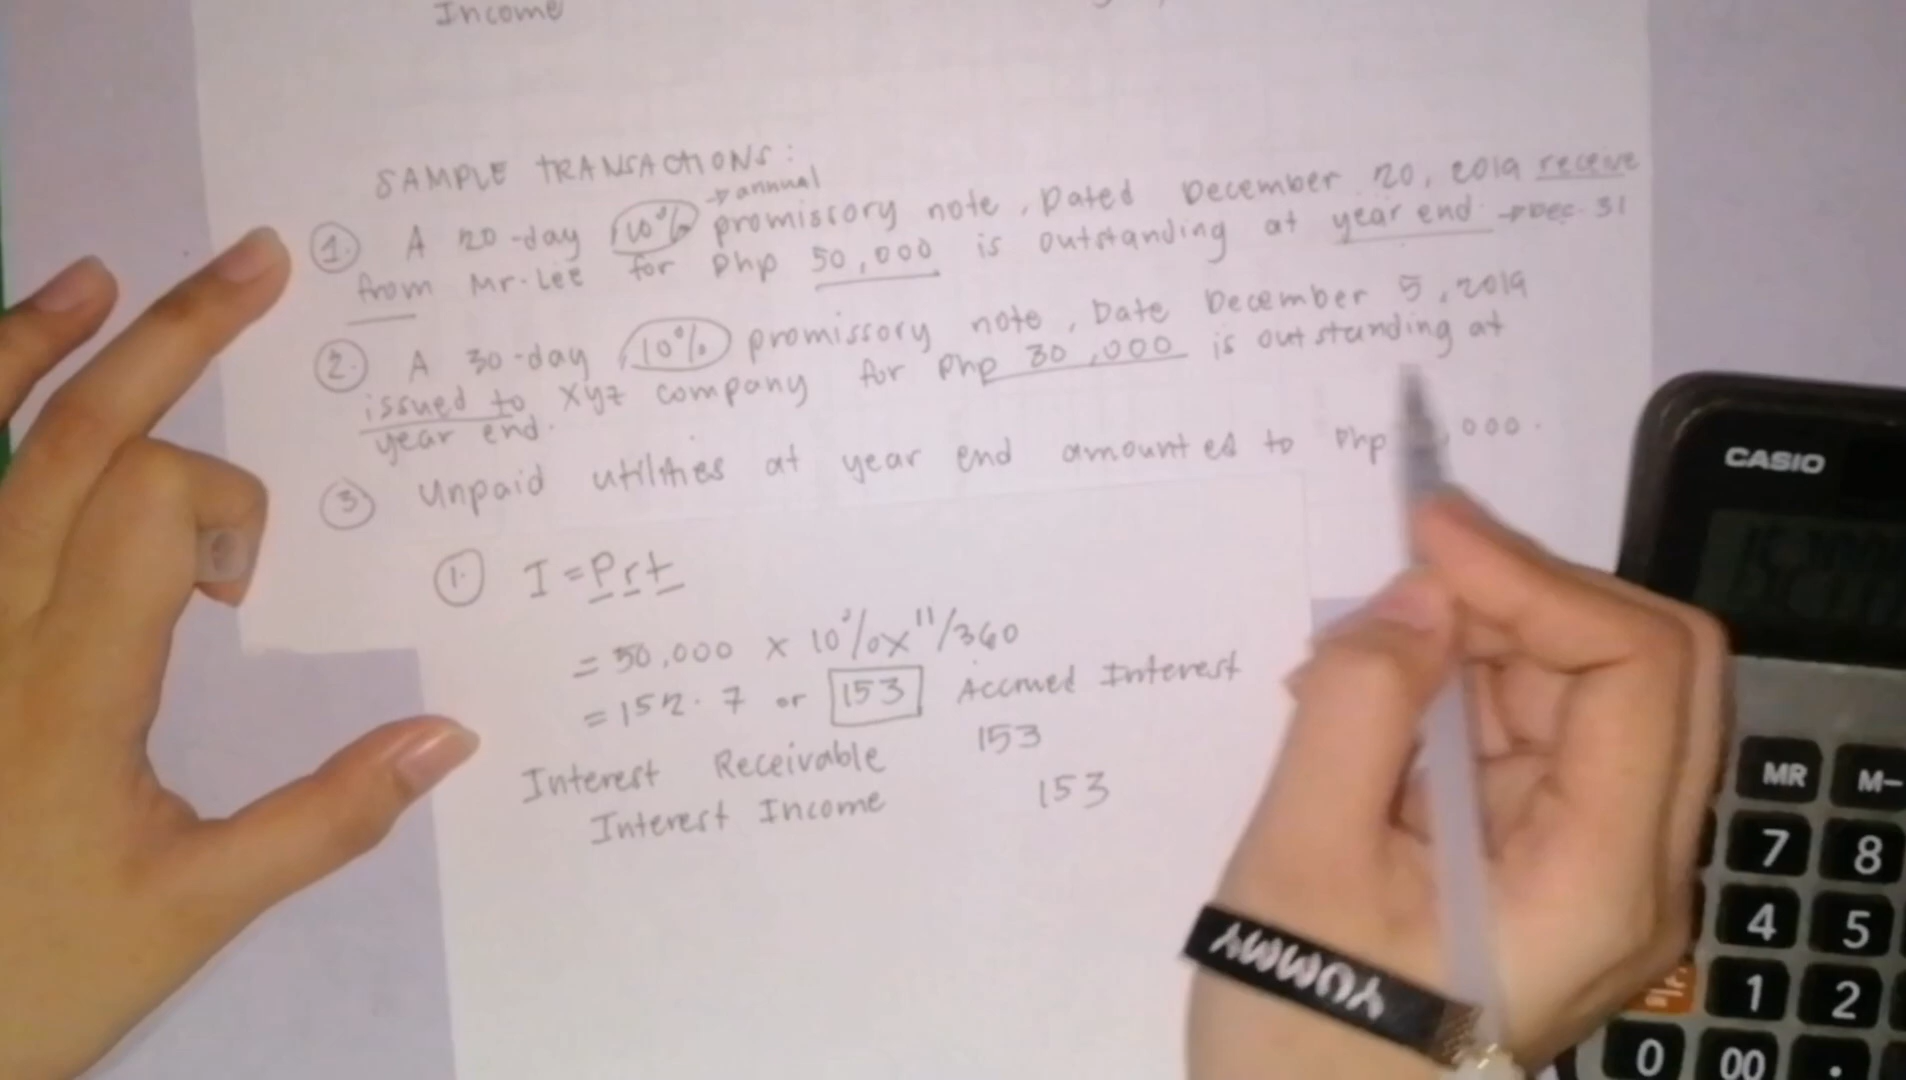 Income
SAMPLE TRANSACTIONS:
→ annual
1. A 20-day 10% promissory note, Dated December 20, 2019 receive
from Mr. Lee for Php 50,000 is outstanding at year end → Dec. 31
2. A 30-day 10% promissory note, Date December 5, 2019
issued to XYZ company for Php 30,000 is outstanding at
year end.
3. Unpaid utilities at year end amounted to Php ,000.
1. I = Prt
= 50,000 x 10% x 11/360
= 152.7 or 153 Accrued Interest
Interest Receivable 153
Interest Income 153
CASIO
MR M-
7 8
4 5
1 2
0 00 .
YUMMY